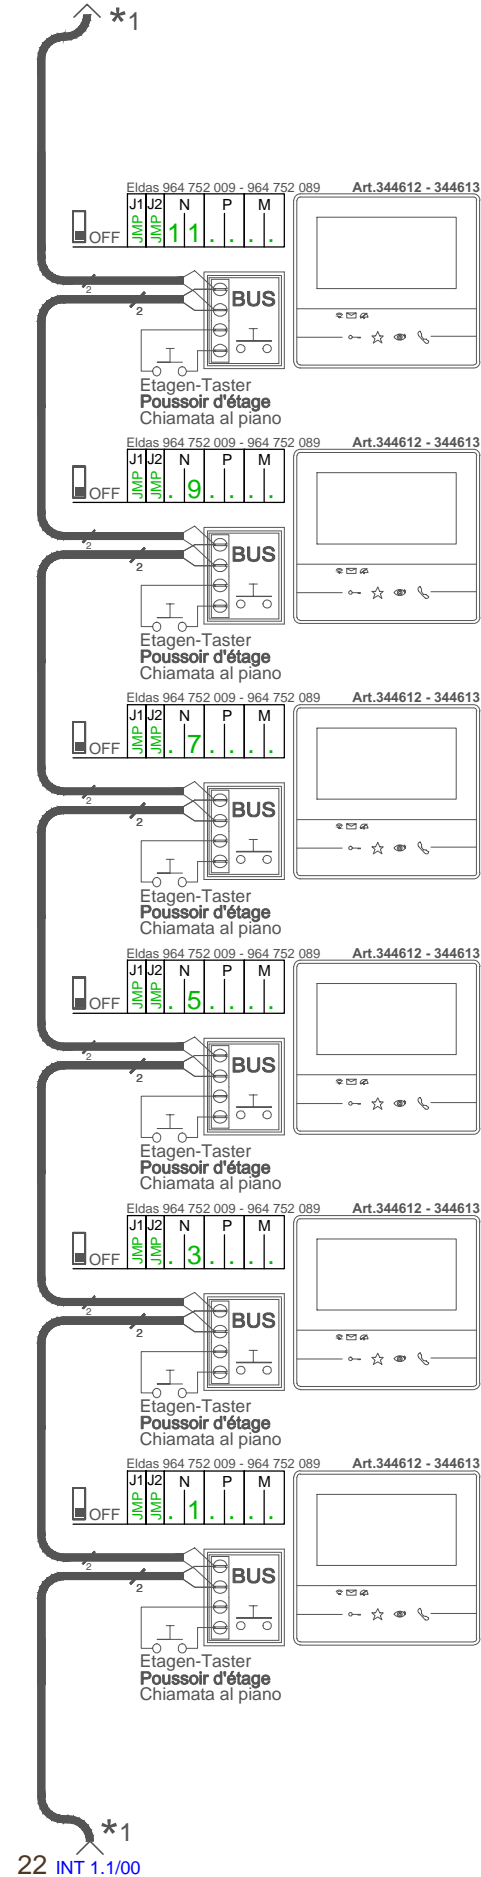 *1
Eldas 964 752 009 - 964 752 089 Art.344612 - 344613
J1 J2 N P M
OFF JMP JMP 1 1 . . . .
2
2
BUS
Etagen-Taster
Poussoir d'étage
Chiamata al piano
Eldas 964 752 009 - 964 752 089 Art.344612 - 344613
J1 J2 N P M
OFF JMP JMP . 9 . . . .
2
2
BUS
Etagen-Taster
Poussoir d'étage
Chiamata al piano
Eldas 964 752 009 - 964 752 089 Art.344612 - 344613
J1 J2 N P M
OFF JMP JMP . 7 . . . .
2
2
BUS
Etagen-Taster
Poussoir d'étage
Chiamata al piano
Eldas 964 752 009 - 964 752 089 Art.344612 - 344613
J1 J2 N P M
OFF JMP JMP . 5 . . . .
2
2
BUS
Etagen-Taster
Poussoir d'étage
Chiamata al piano
Eldas 964 752 009 - 964 752 089 Art.344612 - 344613
J1 J2 N P M
OFF JMP JMP . 3 . . . .
2
2
BUS
Etagen-Taster
Poussoir d'étage
Chiamata al piano
Eldas 964 752 009 - 964 752 089 Art.344612 - 344613
J1 J2 N P M
OFF JMP JMP . 1 . . . .
2
2
BUS
Etagen-Taster
Poussoir d'étage
Chiamata al piano
*1
22 INT 1.1/00